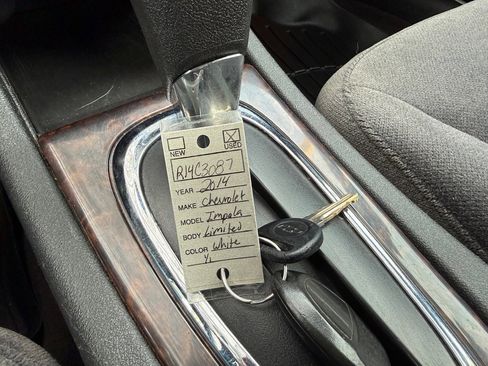 NEW USED
R14C3087
YEAR 2014
MAKE Chevrolet
MODEL Impala
BODY Limited
COLOR White